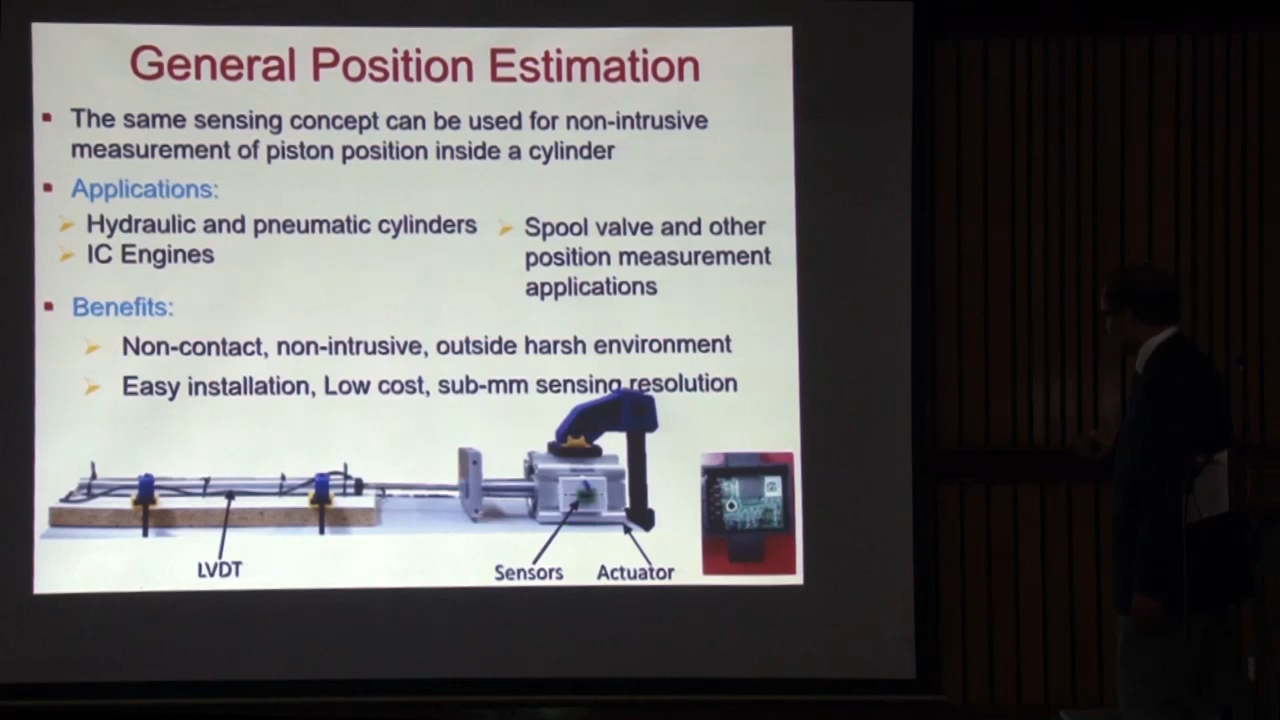 General Position Estimation
The same sensing concept can be used for non-intrusive
measurement of piston position inside a cylinder
Applications:
Hydraulic and pneumatic cylinders
IC Engines
Spool valve and other
position measurement
applications
Benefits:
Non-contact, non-intrusive, outside harsh environment
Easy installation, Low cost, sub-mm sensing resolution
LVDT
Sensors
Actuator